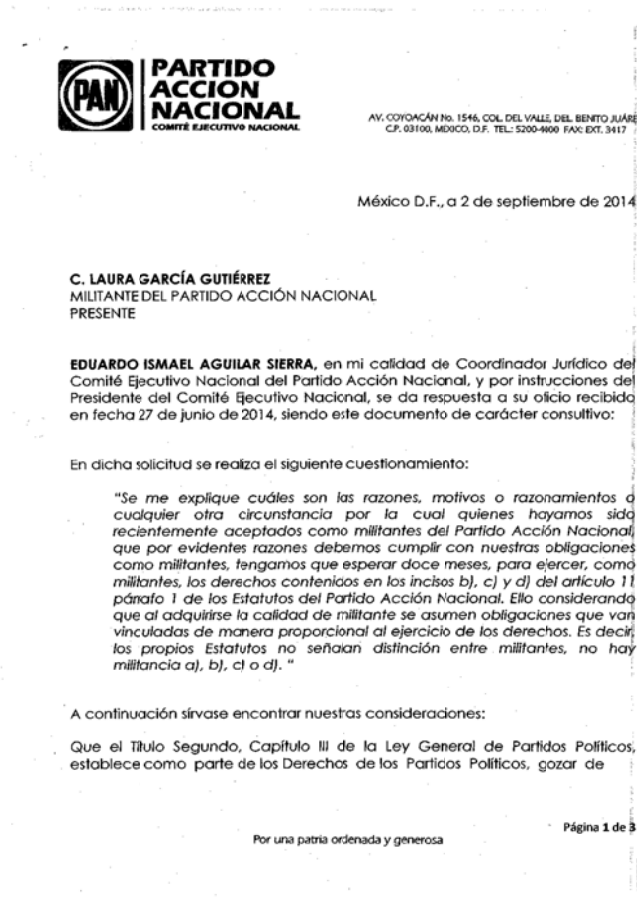 PAN
PARTIDO
ACCION
NACIONAL
COMITÉ EJECUTIVO NACIONAL
AV. COYOACÁN No. 1546, COL. DEL VALLE, DEL. BENITO JUÁRE
C.P. 03100, MÉXICO, D.F. TEL.: 5200-4000 FAX: EXT. 3417
México D.F., a 2 de septiembre de 2014
C. LAURA GARCÍA GUTIÉRREZ
MILITANTE DEL PARTIDO ACCIÓN NACIONAL
PRESENTE
EDUARDO ISMAEL AGUILAR SIERRA, en mi calidad de Coordinador Jurídico del
Comité Ejecutivo Nacional del Partido Acción Nacional, y por instrucciones del
Presidente del Comité Ejecutivo Nacional, se da respuesta a su oficio recibido
en fecha 27 de junio de 2014, siendo este documento de carácter consultivo:
En dicha solicitud se realiza el siguiente cuestionamiento:
"Se me explique cuáles son las razones, motivos o razonamientos o
cualquier otra circunstancia por la cual quienes hayamos sido
recientemente aceptados como militantes del Partido Acción Nacional,
que por evidentes razones debemos cumplir con nuestras obligaciones
como militantes, tengamos que esperar doce meses, para ejercer, como
militantes, los derechos contenidos en los incisos b), c) y d) del artículo 11
párrafo 1 de los Estatutos del Partido Acción Nacional. Ello considerando
que al adquirirse la calidad de militante se asumen obligaciones que van
vinculadas de manera proporcional al ejercicio de los derechos. Es decir,
los propios Estatutos no señalan distinción entre militantes, no hay
militancia a), b), c) o d). "
A continuación sírvase encontrar nuestras consideraciones:
Que el Título Segundo, Capítulo III de la Ley General de Partidos Políticos,
establece como parte de los Derechos de los Partidos Políticos, gozar de
Página 1 de 3
Por una patria ordenada y generosa